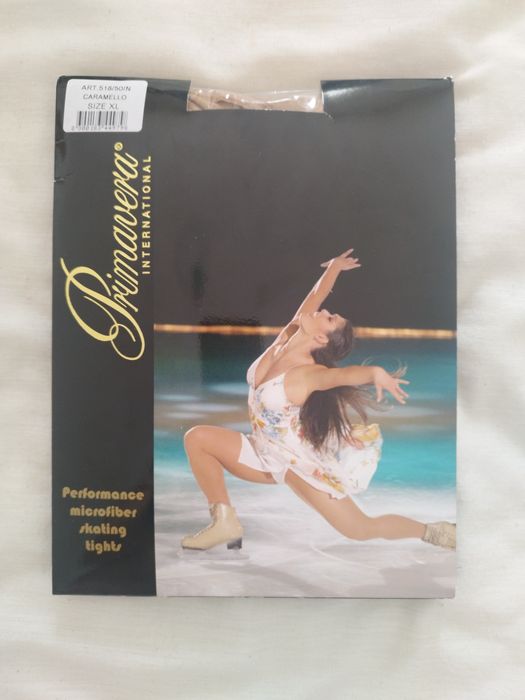 ART.518/50/N
CARAMELLO
SIZE XL
Primavera®
INTERNATIONAL
Performance
microfiber
skating
tights